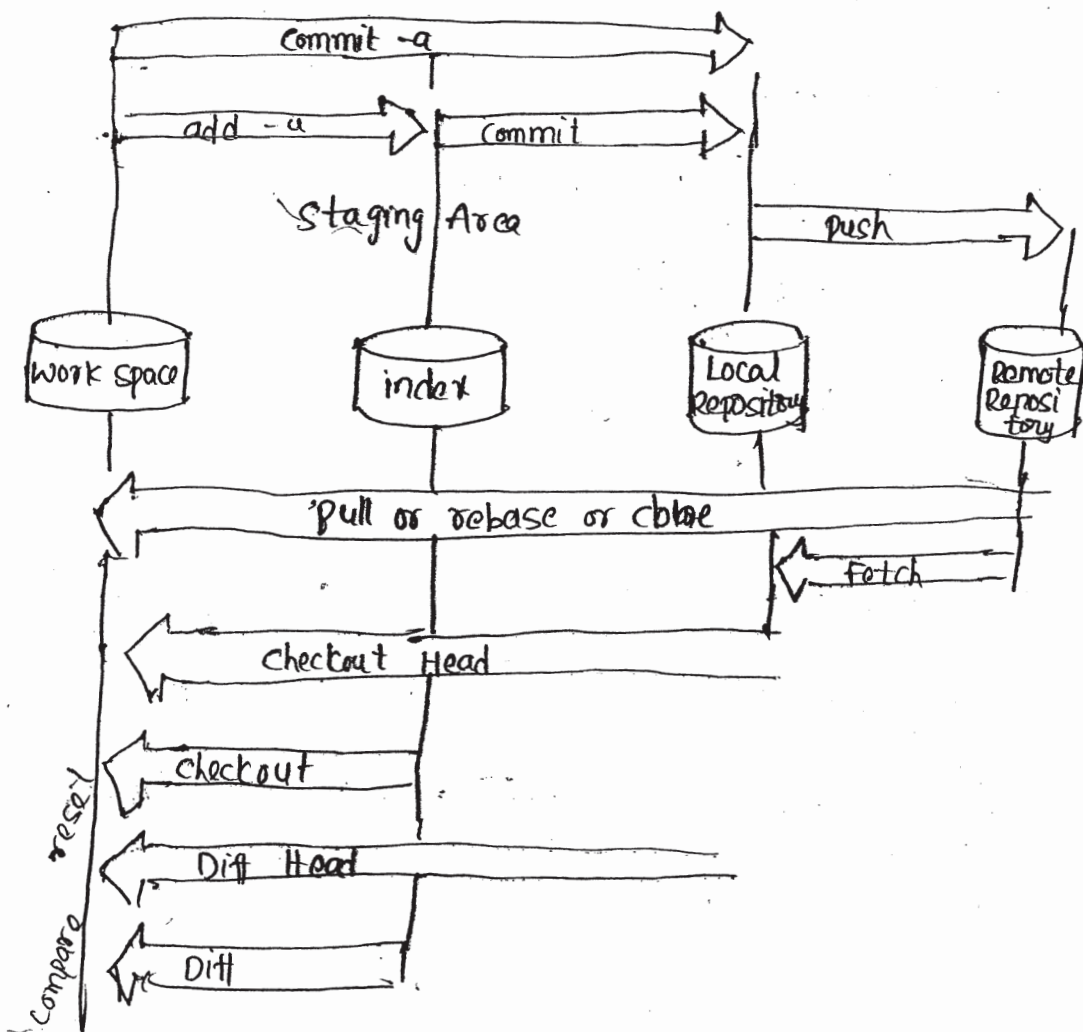 Commit -a
add -u
Commit
Staging Area
push
Work space
index
Local
Repository
Remote
Reposi
tory
Pull or rebase or clone
Fetch
Checkout Head
Checkout
reset
Diff Head
compare
Diff